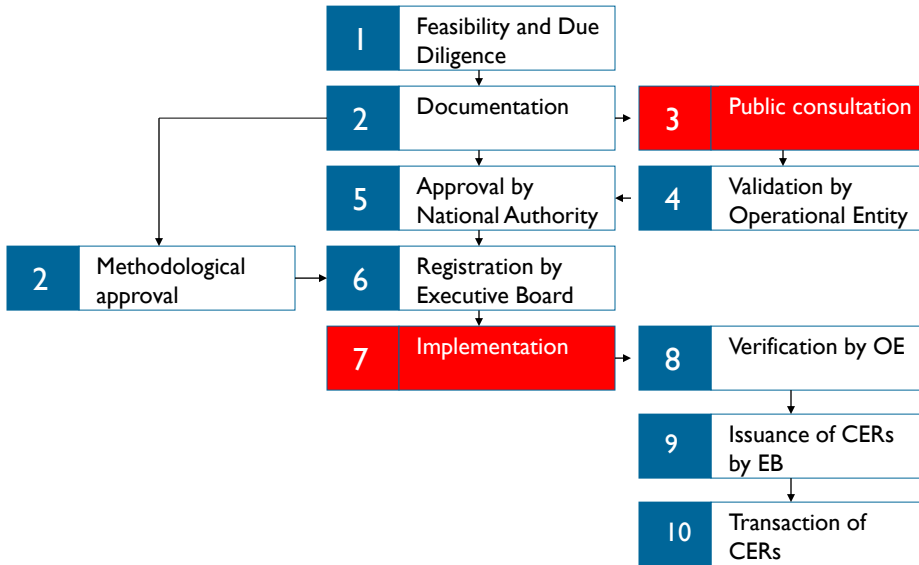 1
Feasibility and Due
Diligence
2
Documentation
3
Public consultation
5
Approval by
National Authority
4
Validation by
Operational Entity
2
Methodological
approval
6
Registration by
Executive Board
7
Implementation
8
Verification by OE
9
Issuance of CERs
by EB
10
Transaction of
CERs